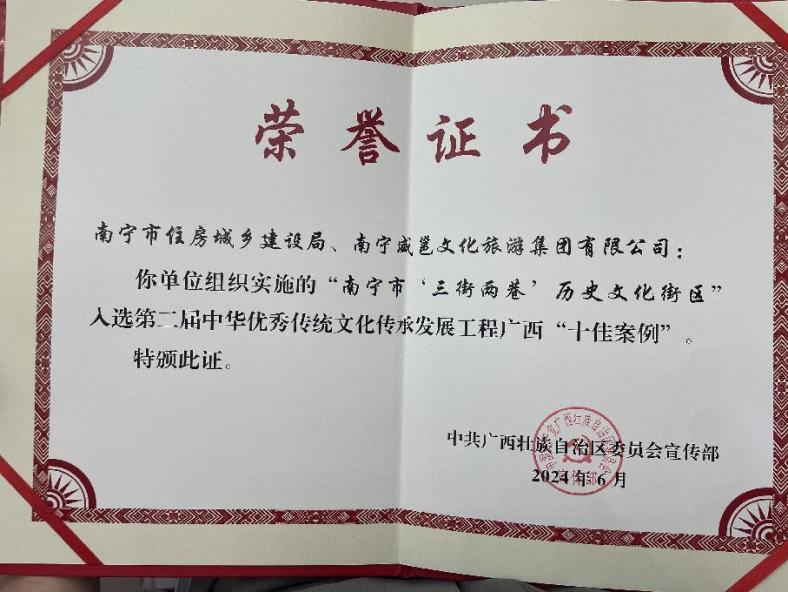 荣誉证书
南宁市住房城乡建设局、南宁威邕文化旅游集团有限公司：
你单位组织实施的“南宁市‘三街两巷’历史文化街区”
入选第二届中华优秀传统文化传承发展工程广西“十佳案例”。
特颁此证。
中共广西壮族自治区委员会宣传部
2024年6月